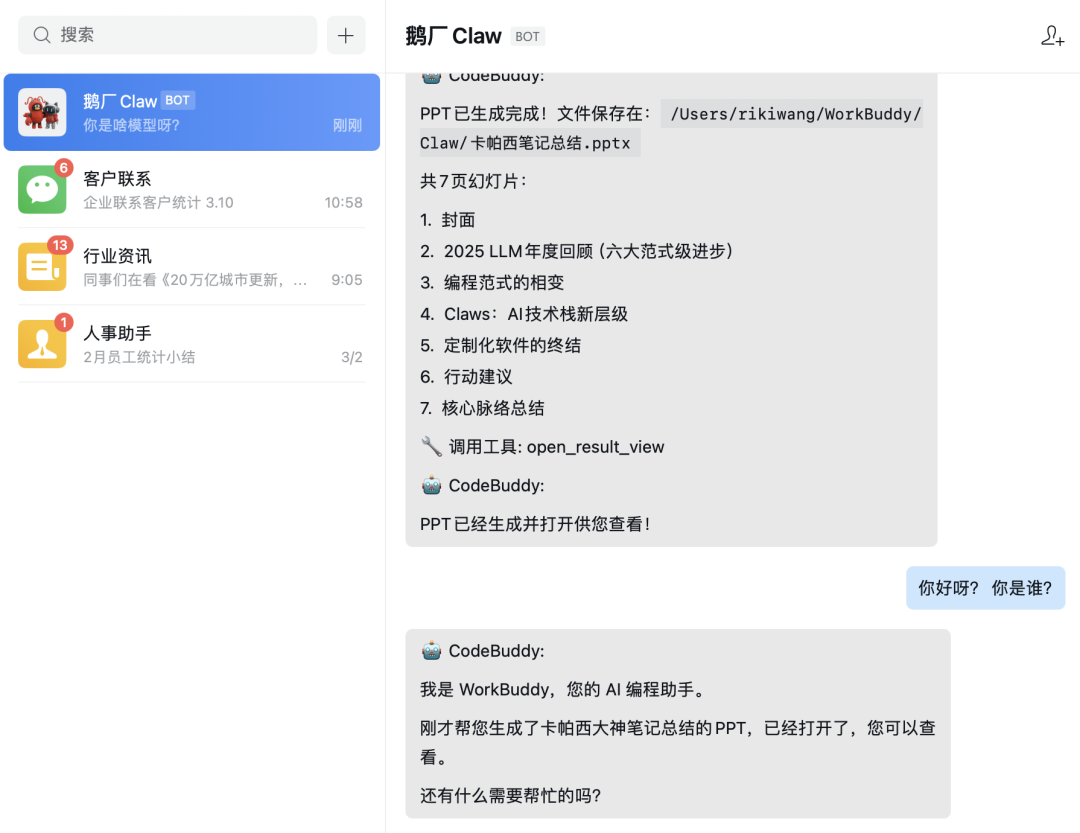 搜索
鹅厂 Claw BOT
你是啥模型呀? 刚刚
6
客户联系
企业联系客户统计 3.10 10:58
13
行业资讯
同事们在看《20万亿城市更新，... 9:05
1
人事助手
2月员工统计小结 3/2
鹅厂 Claw BOT
CodeBuddy:
PPT已生成完成！文件保存在： /Users/rikiwang/WorkBuddy/
Claw/卡帕西笔记总结.pptx
共7页幻灯片：
1. 封面
2. 2025 LLM年度回顾（六大范式级进步）
3. 编程范式的相变
4. Claws：AI技术栈新层级
5. 定制化软件的终结
6. 行动建议
7. 核心脉络总结
调用工具: open_result_view
CodeBuddy:
PPT已经生成并打开供您查看！
你好呀？ 你是谁？
CodeBuddy:
我是 WorkBuddy，您的 AI 编程助手。
刚才帮您生成了卡帕西大神笔记总结的PPT，已经打开了，您可以查
看。
还有什么需要帮忙的吗？